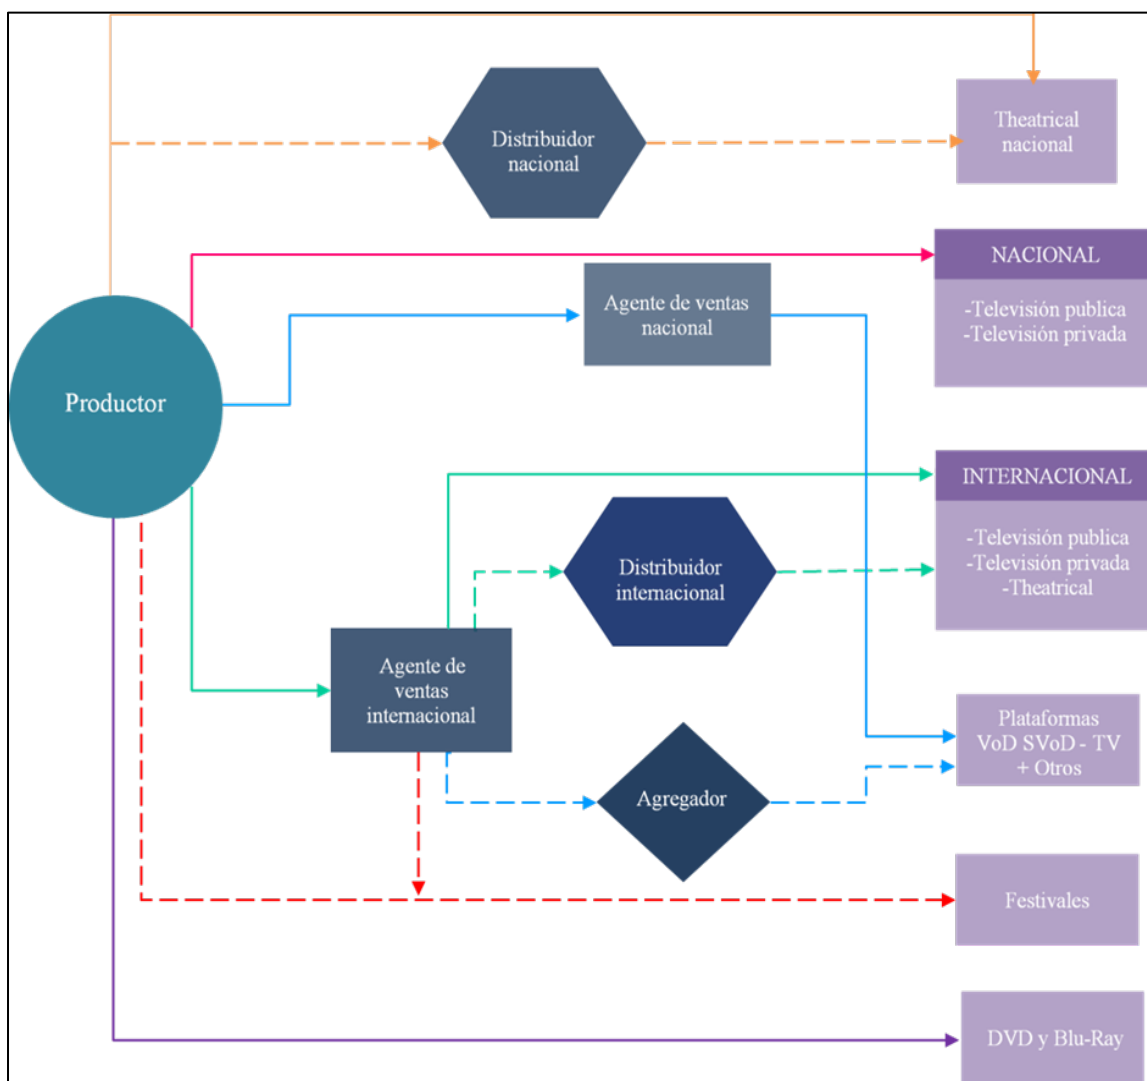 Distribuidor
nacional
Theatrical
nacional
NACIONAL
-Televisión publica
-Televisión privada
Agente de ventas
nacional
Productor
INTERNACIONAL
-Televisión publica
-Televisión privada
-Theatrical
Distribuidor
internacional
Agente de
ventas
internacional
Plataformas
VoD SVoD - TV
+ Otros
Agregador
Festivales
DVD y Blu-Ray